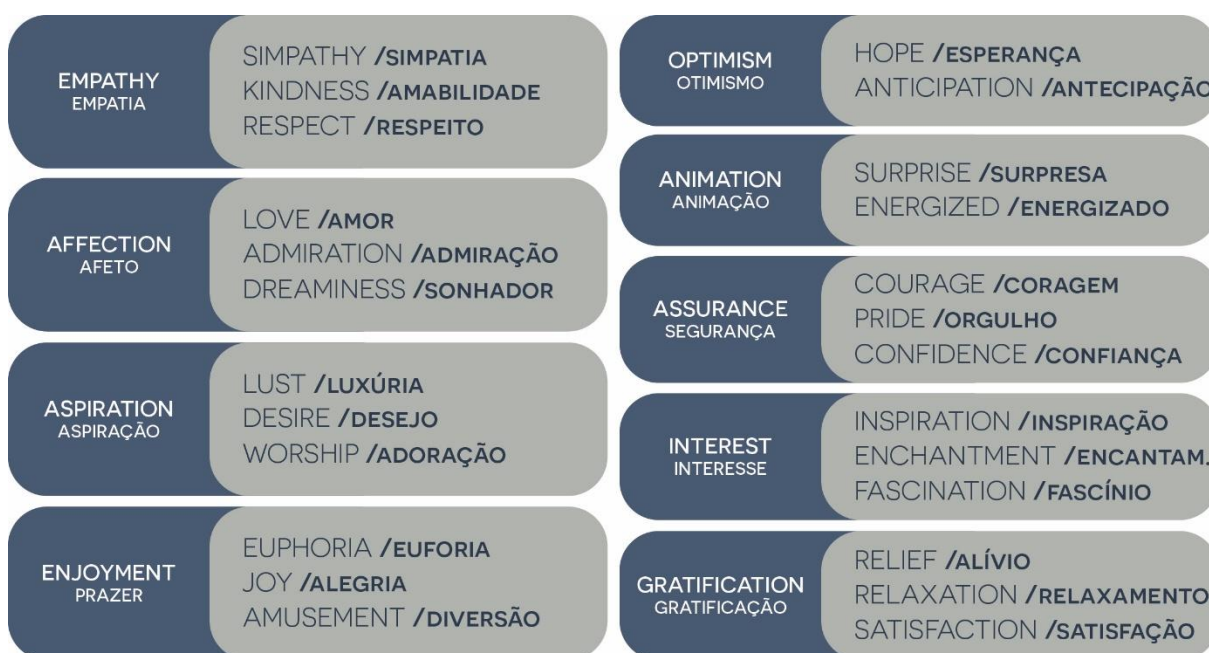 EMPATHY
EMPATIA
SIMPATHY /SIMPATIA
KINDNESS /AMABILIDADE
RESPECT /RESPEITO
AFFECTION
AFETO
LOVE /AMOR
ADMIRATION /ADMIRAÇÃO
DREAMINESS /SONHADOR
ASPIRATION
ASPIRAÇÃO
LUST /LUXÚRIA
DESIRE /DESEJO
WORSHIP /ADORAÇÃO
ENJOYMENT
PRAZER
EUPHORIA /EUFORIA
JOY /ALEGRIA
AMUSEMENT /DIVERSÃO
OPTIMISM
OTIMISMO
HOPE /ESPERANÇA
ANTICIPATION /ANTECIPAÇÃO
ANIMATION
ANIMAÇÃO
SURPRISE /SURPRESA
ENERGIZED /ENERGIZADO
ASSURANCE
SEGURANÇA
COURAGE /CORAGEM
PRIDE /ORGULHO
CONFIDENCE /CONFIANÇA
INTEREST
INTERESSE
INSPIRATION /INSPIRAÇÃO
ENCHANTMENT /ENCANTAM.
FASCINATION /FASCÍNIO
GRATIFICATION
GRATIFICAÇÃO
RELIEF /ALÍVIO
RELAXATION /RELAXAMENTO
SATISFACTION /SATISFAÇÃO